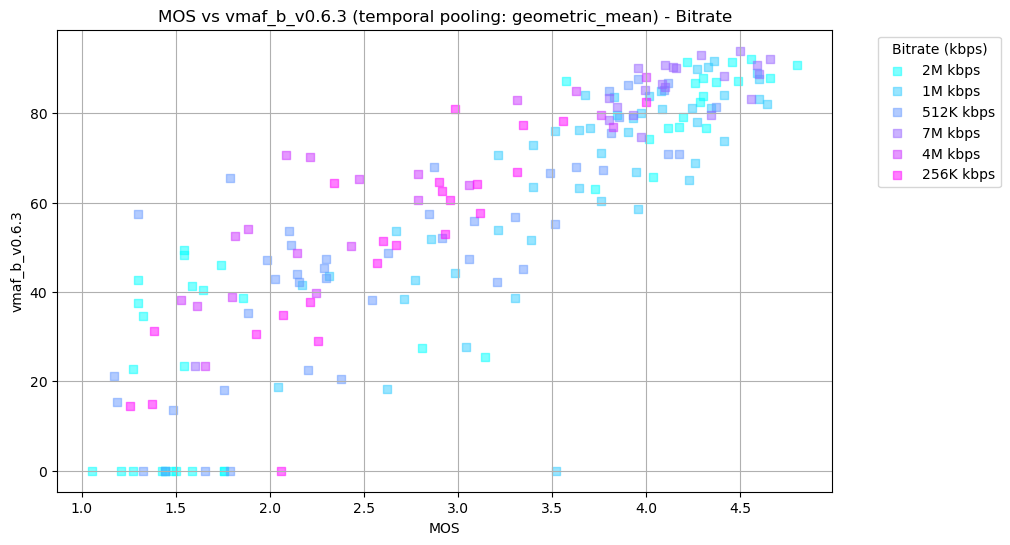 MOS vs vmaf_b_v0.6.3 (temporal pooling: geometric_mean) - Bitrate
Bitrate (kbps)
2M kbps
1M kbps
512K kbps
7M kbps
4M kbps
256K kbps
vmaf_b_v0.6.3
80
60
40
20
0
1.0 1.5 2.0 2.5 3.0 3.5 4.0 4.5
MOS